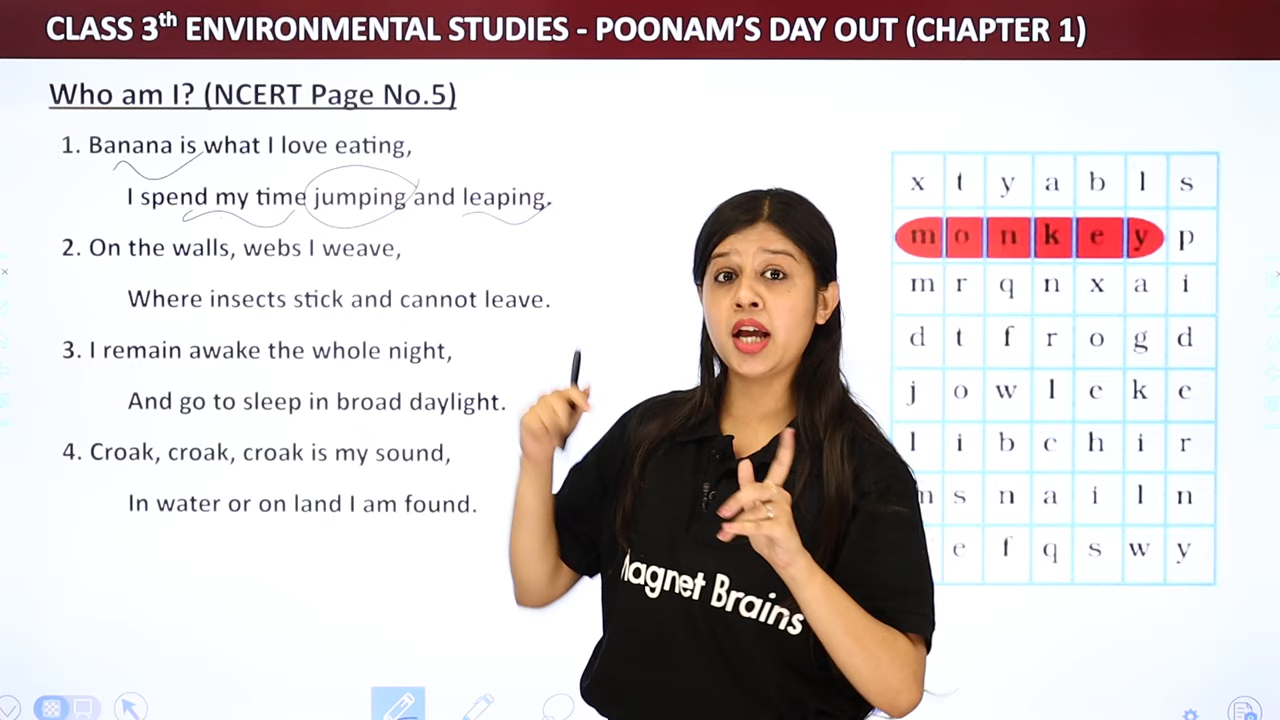 CLASS 3th ENVIRONMENTAL STUDIES - POONAM'S DAY OUT (CHAPTER 1)
Who am I? (NCERT Page No.5)
1. Banana is what I love eating,
I spend my time jumping and leaping.
2. On the walls, webs I weave,
Where insects stick and cannot leave.
3. I remain awake the whole night,
And go to sleep in broad daylight.
4. Croak, croak, croak is my sound,
In water or on land I am found.
x t y a b l s
m o n k e y p
m r q n x a i
d t f r o g d
j o w l c k e
l i b c h i r
s n a i l n
e f q s w y
Magnet Brains